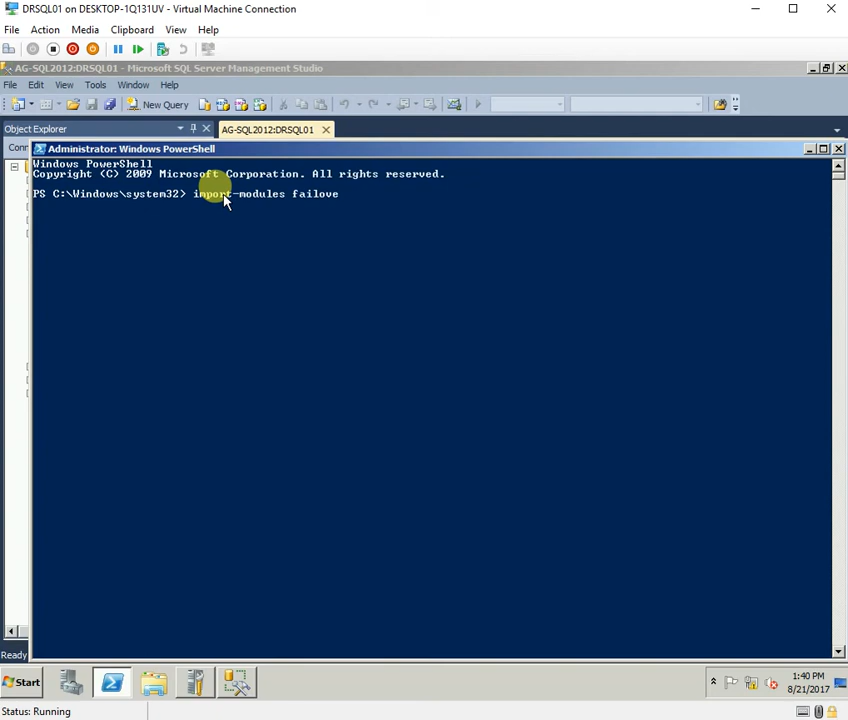 DRSQL01 on DESKTOP-1Q131UV - Virtual Machine Connection
File Action Media Clipboard View Help
AG-SQL2012:DRSQL01 - Microsoft SQL Server Management Studio
File Edit View Tools Window Help
New Query
Object Explorer
AG-SQL2012:DRSQL01
Conn
Administrator: Windows PowerShell
Windows PowerShell
Copyright (C) 2009 Microsoft Corporation. All rights reserved.
PS C:\Windows\system32> import-modules failove
Ready
Start
1:40 PM
8/21/2017
Status: Running